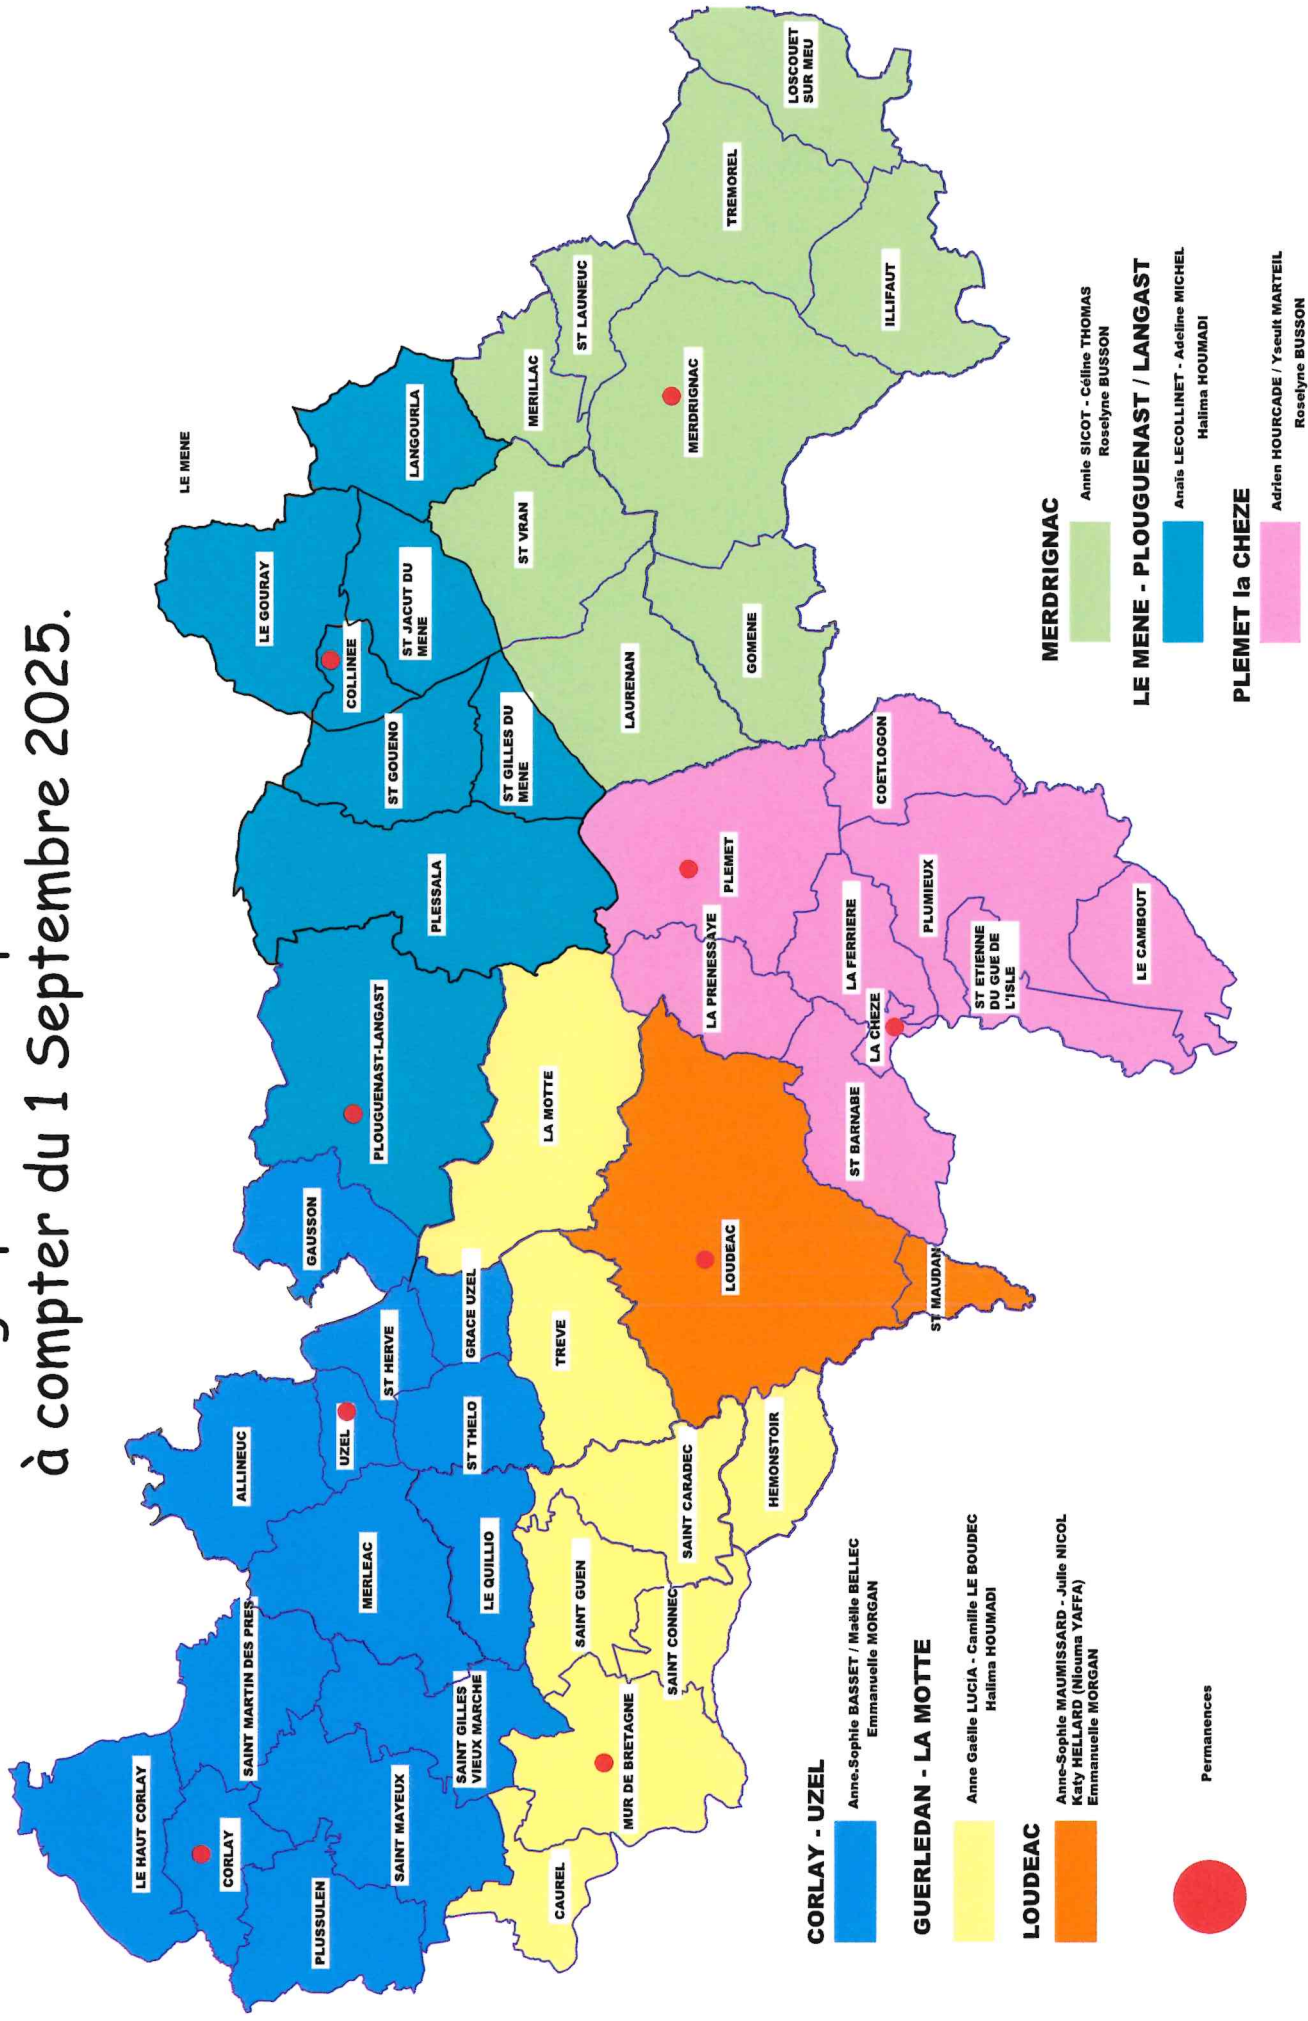 à compter du 1 Septembre 2025.
LE HAUT CORLAY
CORLAY
PLUSSULEN
SAINT MARTIN DES PRES
SAINT MAYEUX
SAINT GILLES
VIEUX MARCHE
MERLEAC
LE QUILLIO
ALLINEUC
UZEL
ST THELO
ST HERVE
GRACE UZEL
GAUSSON
PLOUGUENAST-LANGAST
PLESSALA
ST GOUENO
ST GILLES DU
MENE
COLLINEE
LE GOURAY
ST JACUT DU
MENE
LANGOURLA
LE MENE
CAUREL
MUR DE BRETAGNE
SAINT GUEN
SAINT CONNEC
SAINT CARADEC
HEMONSTOIR
TREVE
LA MOTTE
LOUDEAC
ST MAUDAN
ST BARNABE
LA CHEZE
LA PRENESSAYE
LA FERRIERE
PLEMET
PLUMIEUX
ST ETIENNE
DU GUE DE
L'ISLE
LE CAMBOUT
COETLOGON
LAURENAN
GOMENE
ST VRAN
MERILLAC
ST LAUNEUC
MERDRIGNAC
TREMOREL
ILLIFAUT
LOSCOUET
SUR MEU
CORLAY - UZEL
Anne.Sophie BASSET / Maëlle BELLEC
Emmanuelle MORGAN
GUERLEDAN - LA MOTTE
Anne Gaëlle LUCIA - Camille LE BOUDEC
Halima HOUMADI
LOUDEAC
Anne-Sophie MAUMISSARD - Julie NICOL
Katy HELLARD (Niouma YAFFA)
Emmanuelle MORGAN
Permanences
MERDRIGNAC
Annie SICOT - Céline THOMAS
Roselyne BUSSON
LE MENE - PLOUGUENAST / LANGAST
Anaïs LECOLLINET - Adeline MICHEL
Halima HOUMADI
PLEMET la CHEZE
Adrien HOURCADE / Yseult MARTEIL
Roselyne BUSSON